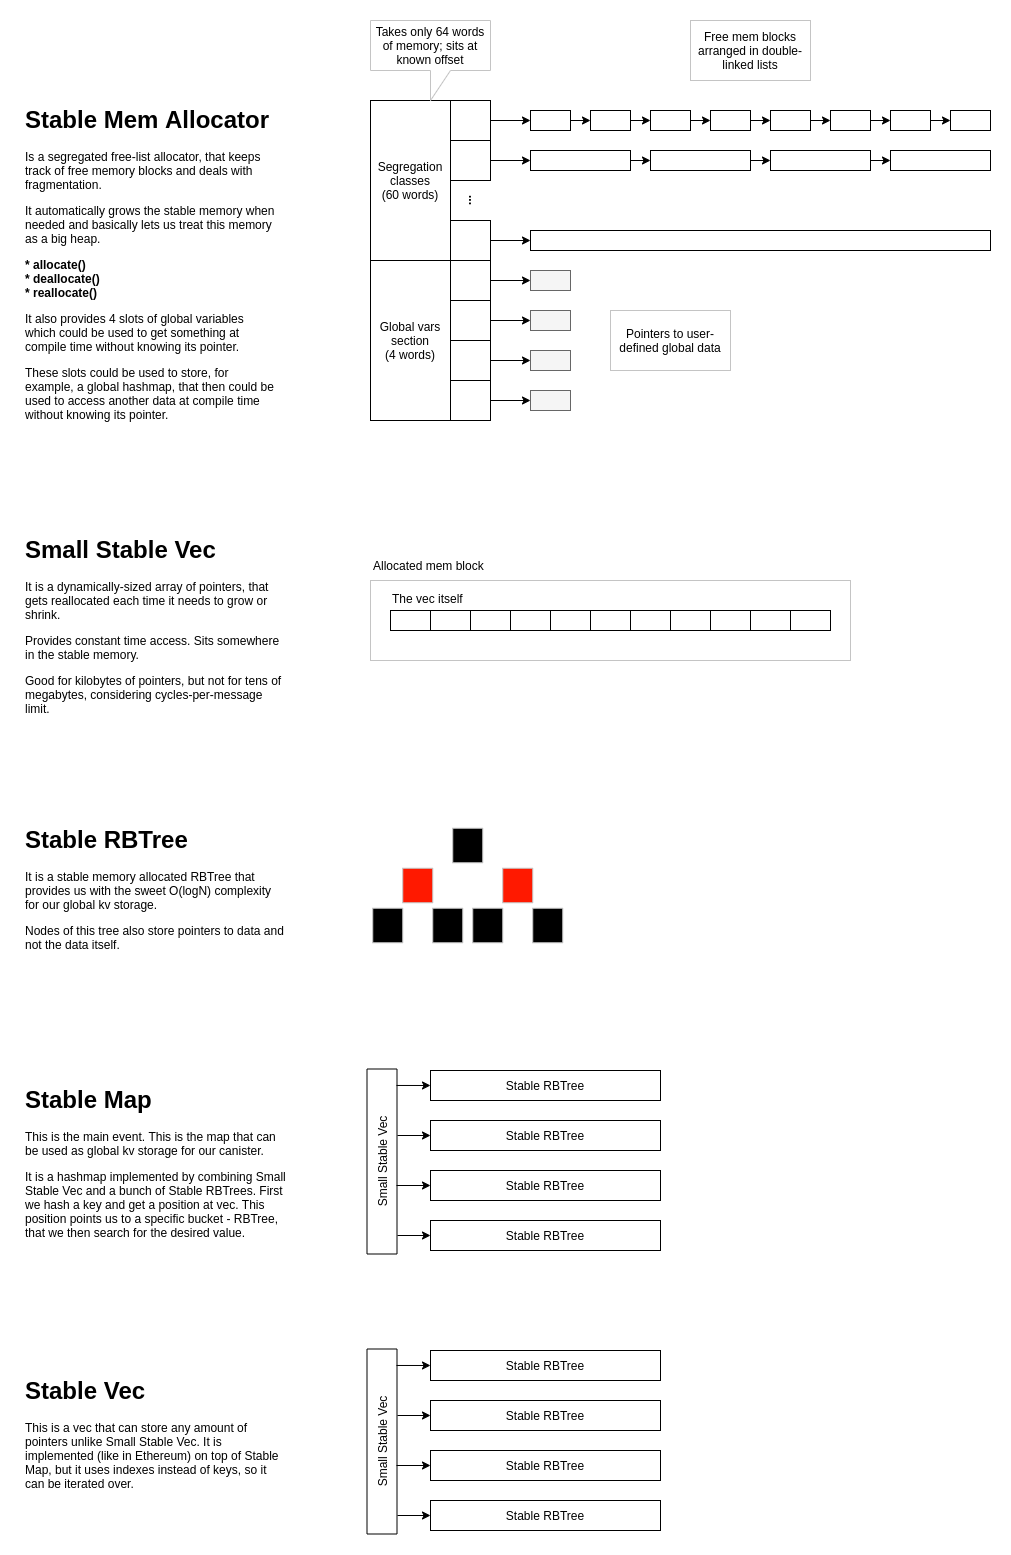 Takes only 64 words
of memory; sits at
known offset
Free mem blocks
arranged in double-
linked lists
Stable Mem Allocator
Is a segregated free-list allocator, that keeps
track of free memory blocks and deals with
fragmentation.
It automatically grows the stable memory when
needed and basically lets us treat this memory
as a big heap.
* allocate()
* deallocate()
* reallocate()
It also provides 4 slots of global variables
which could be used to get something at
compile time without knowing its pointer.
These slots could be used to store, for
example, a global hashmap, that then could be
used to access another data at compile time
without knowing its pointer.
Segregation
classes
(60 words)
...
Global vars
section
(4 words)
Pointers to user-
defined global data
Small Stable Vec
It is a dynamically-sized array of pointers, that
gets reallocated each time it needs to grow or
shrink.
Provides constant time access. Sits somewhere
in the stable memory.
Good for kilobytes of pointers, but not for tens of
megabytes, considering cycles-per-message
limit.
Allocated mem block
The vec itself
Stable RBTree
It is a stable memory allocated RBTree that
provides us with the sweet O(logN) complexity
for our global kv storage.
Nodes of this tree also store pointers to data and
not the data itself.
Stable Map
This is the main event. This is the map that can
be used as global kv storage for our canister.
It is a hashmap implemented by combining Small
Stable Vec and a bunch of Stable RBTrees. First
we hash a key and get a position at vec. This
position points us to a specific bucket - RBTree,
that we then search for the desired value.
Small Stable Vec
Stable RBTree
Stable RBTree
Stable RBTree
Stable RBTree
Stable Vec
This is a vec that can store any amount of
pointers unlike Small Stable Vec. It is
implemented (like in Ethereum) on top of Stable
Map, but it uses indexes instead of keys, so it
can be iterated over.
Small Stable Vec
Stable RBTree
Stable RBTree
Stable RBTree
Stable RBTree